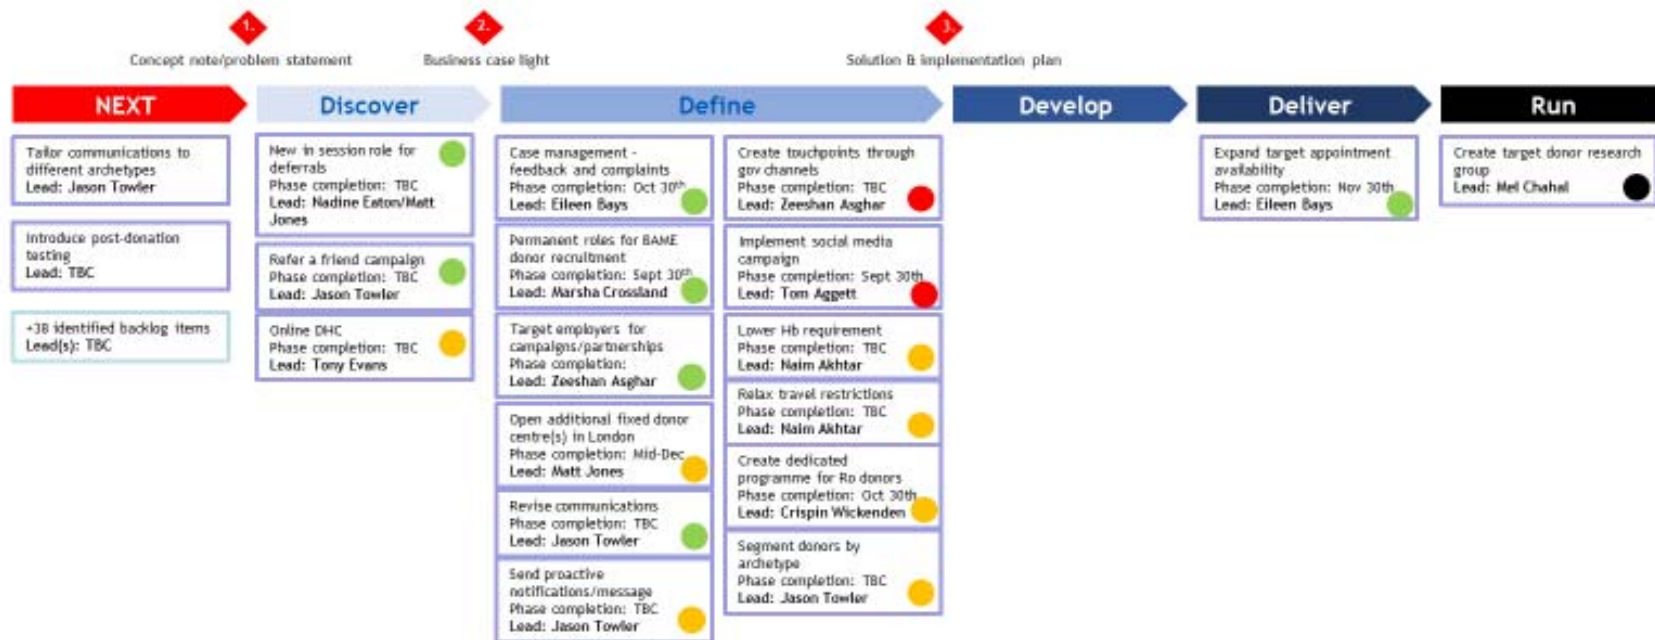 1.
2.
3.
Concept note/problem statement
Business case light
Solution & implementation plan
NEXT
Discover
Define
Develop
Deliver
Run
Tailor communications to
different archetypes
Lead: Jason Towler
Introduce post-donation
testing
Lead: TBC
+38 identified backlog items
Lead(s): TBC
New in session role for
deferrals
Phase completion: TBC
Lead: Nadine Eaton/Matt
Jones
Refer a friend campaign
Phase completion: TBC
Lead: Jason Towler
Online DHC
Phase completion: TBC
Lead: Tony Evans
Case management -
feedback and complaints
Phase completion: Oct 30th
Lead: Eileen Bays
Permanent roles for BAME
donor recruitment
Phase completion: Sept 30th
Lead: Marsha Crossland
Target employers for
campaigns/partnerships
Phase completion:
Lead: Zeeshan Asghar
Open additional fixed donor
centre(s) in London
Phase completion: Mid-Dec
Lead: Matt Jones
Revise communications
Phase completion: TBC
Lead: Jason Towler
Send proactive
notifications/message
Phase completion: TBC
Lead: Jason Towler
Create touchpoints through
gov channels
Phase completion: TBC
Lead: Zeeshan Asghar
Implement social media
campaign
Phase completion: Sept 30th
Lead: Tom Aggett
Lower Hb requirement
Phase completion: TBC
Lead: Naim Akhtar
Relax travel restrictions
Phase completion: TBC
Lead: Naim Akhtar
Create dedicated
programme for Ro donors
Phase completion: Oct 30th
Lead: Crispin Wickenden
Segment donors by
archetype
Phase completion: TBC
Lead: Jason Towler
Expand target appointment
availability
Phase completion: Nov 30th
Lead: Eileen Bays
Create target donor research
group
Lead: Mel Chahal